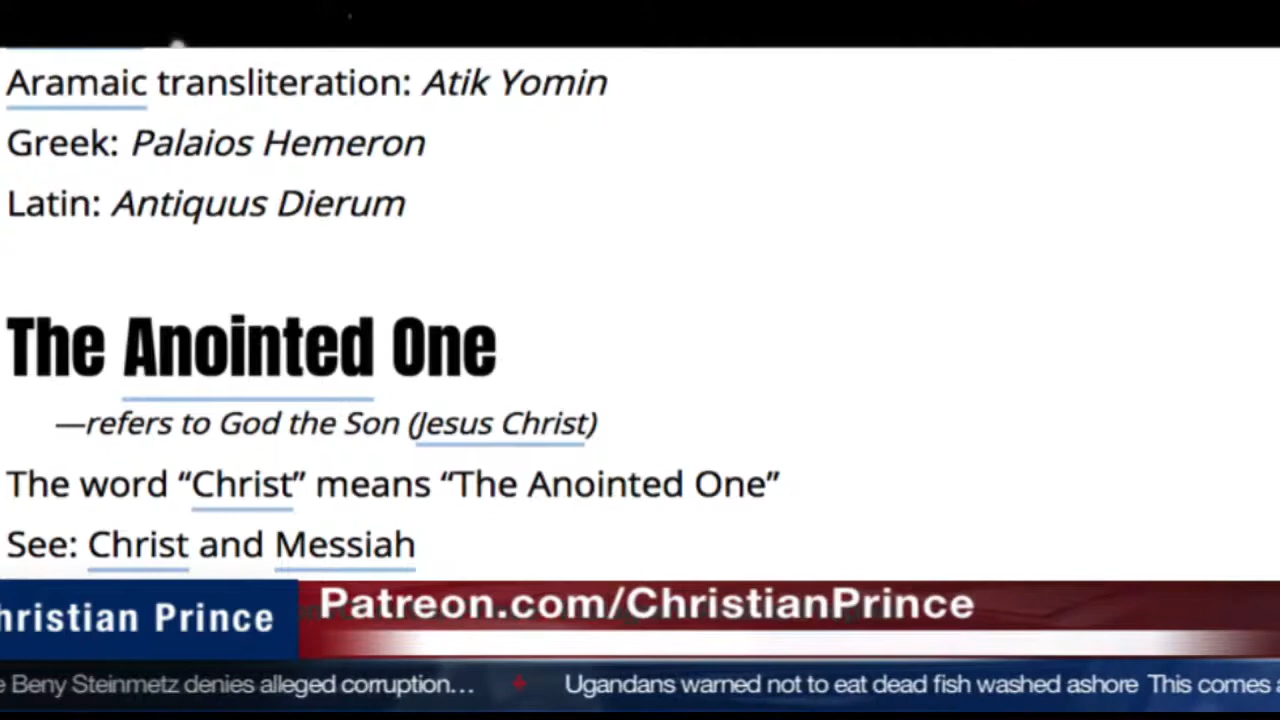 Aramaic transliteration: Atik Yomin
Greek: Palaios Hemeron
Latin: Antiquus Dierum
The Anointed One
—refers to God the Son (Jesus Christ)
The word “Christ” means “The Anointed One”
See: Christ and Messiah
hristian Prince
Patreon.com/ChristianPrince
e Beny Steinmetz denies alleged corruption... Ugandans warned not to eat dead fish washed ashore This comes a